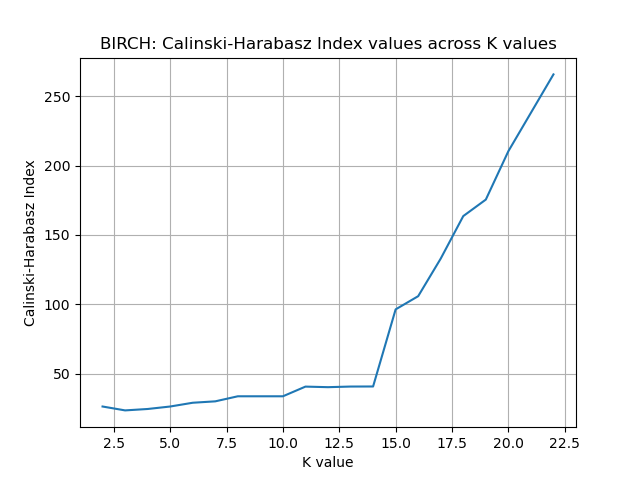 BIRCH: Calinski-Harabasz Index values across K values
Calinski-Harabasz Index
250
200
150
100
50
2.5 5.0 7.5 10.0 12.5 15.0 17.5 20.0 22.5
K value